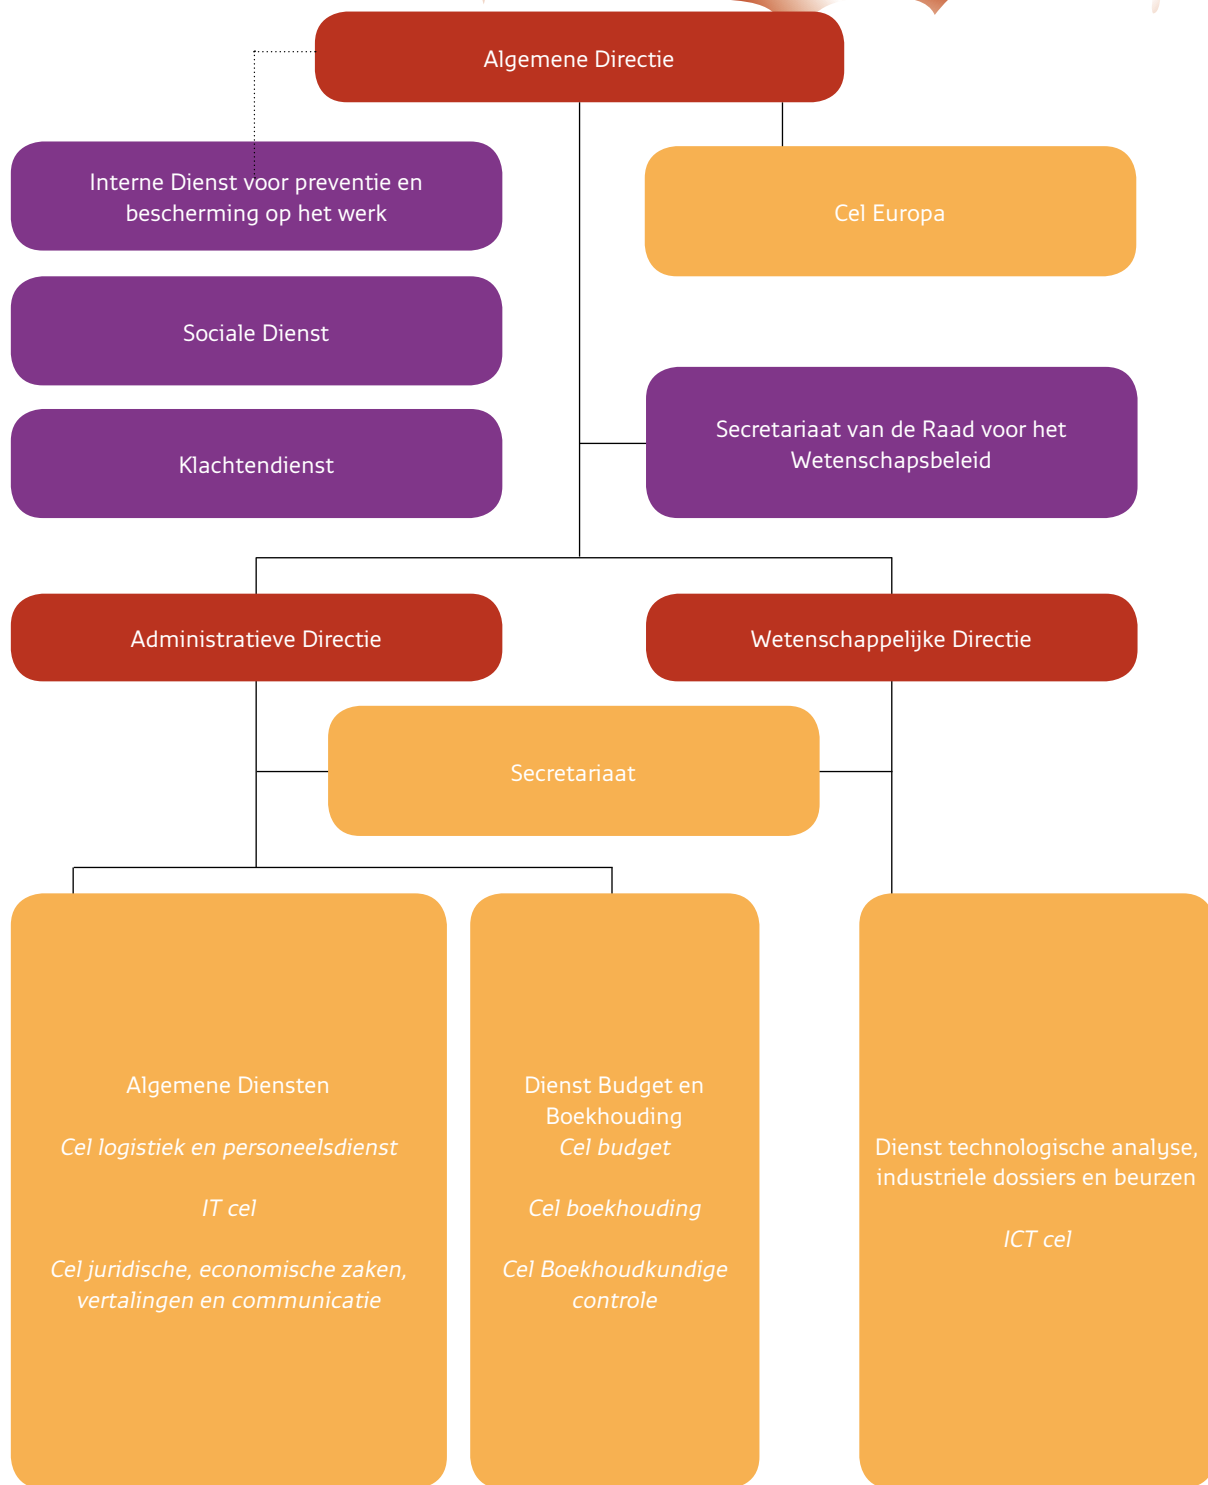 Algemene Directie
Interne Dienst voor preventie en
bescherming op het werk
Cel Europa
Sociale Dienst
Secretariaat van de Raad voor het
Wetenschapsbeleid
Klachtendienst
Administratieve Directie
Wetenschappelijke Directie
Secretariaat
Algemene Diensten
Cel logistiek en personeelsdienst
IT cel
Cel juridische, economische zaken,
vertalingen en communicatie
Dienst Budget en
Boekhouding
Cel budget
Cel boekhouding
Cel Boekhoudkundige
controle
Dienst technologische analyse,
industriele dossiers en beurzen
ICT cel